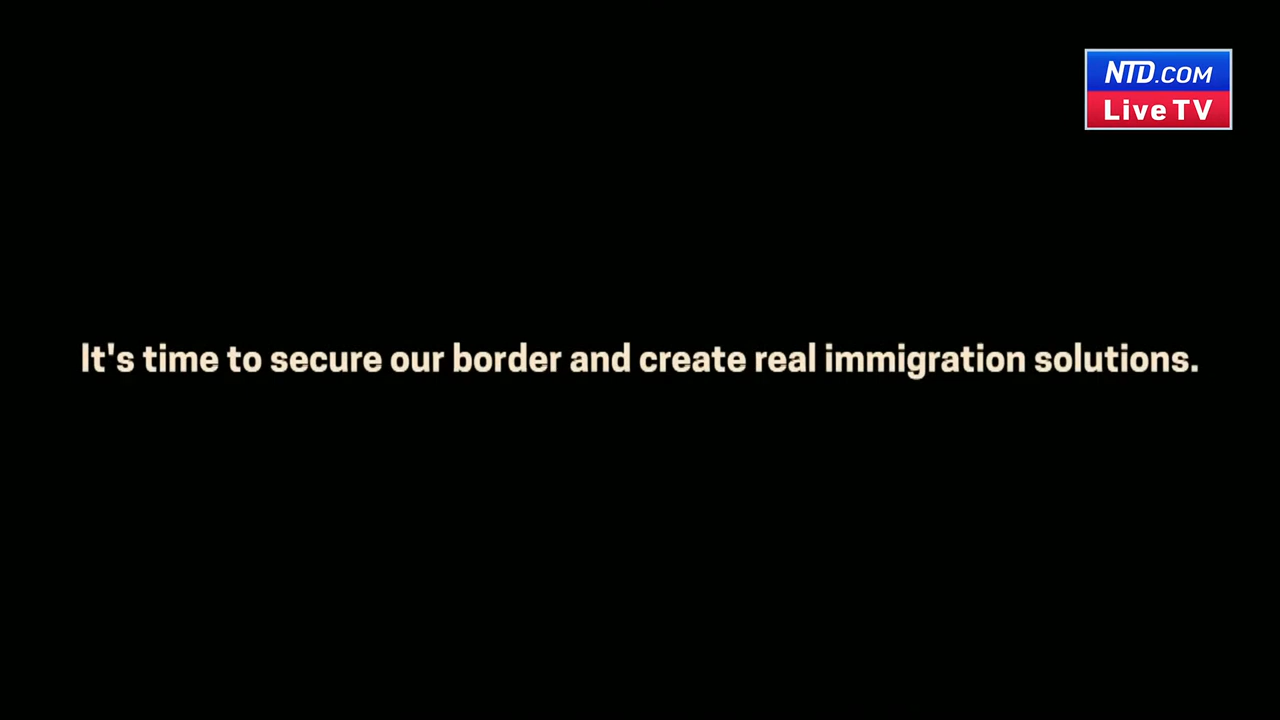 NTD.COM
Live TV
It's time to secure our border and create real immigration solutions.